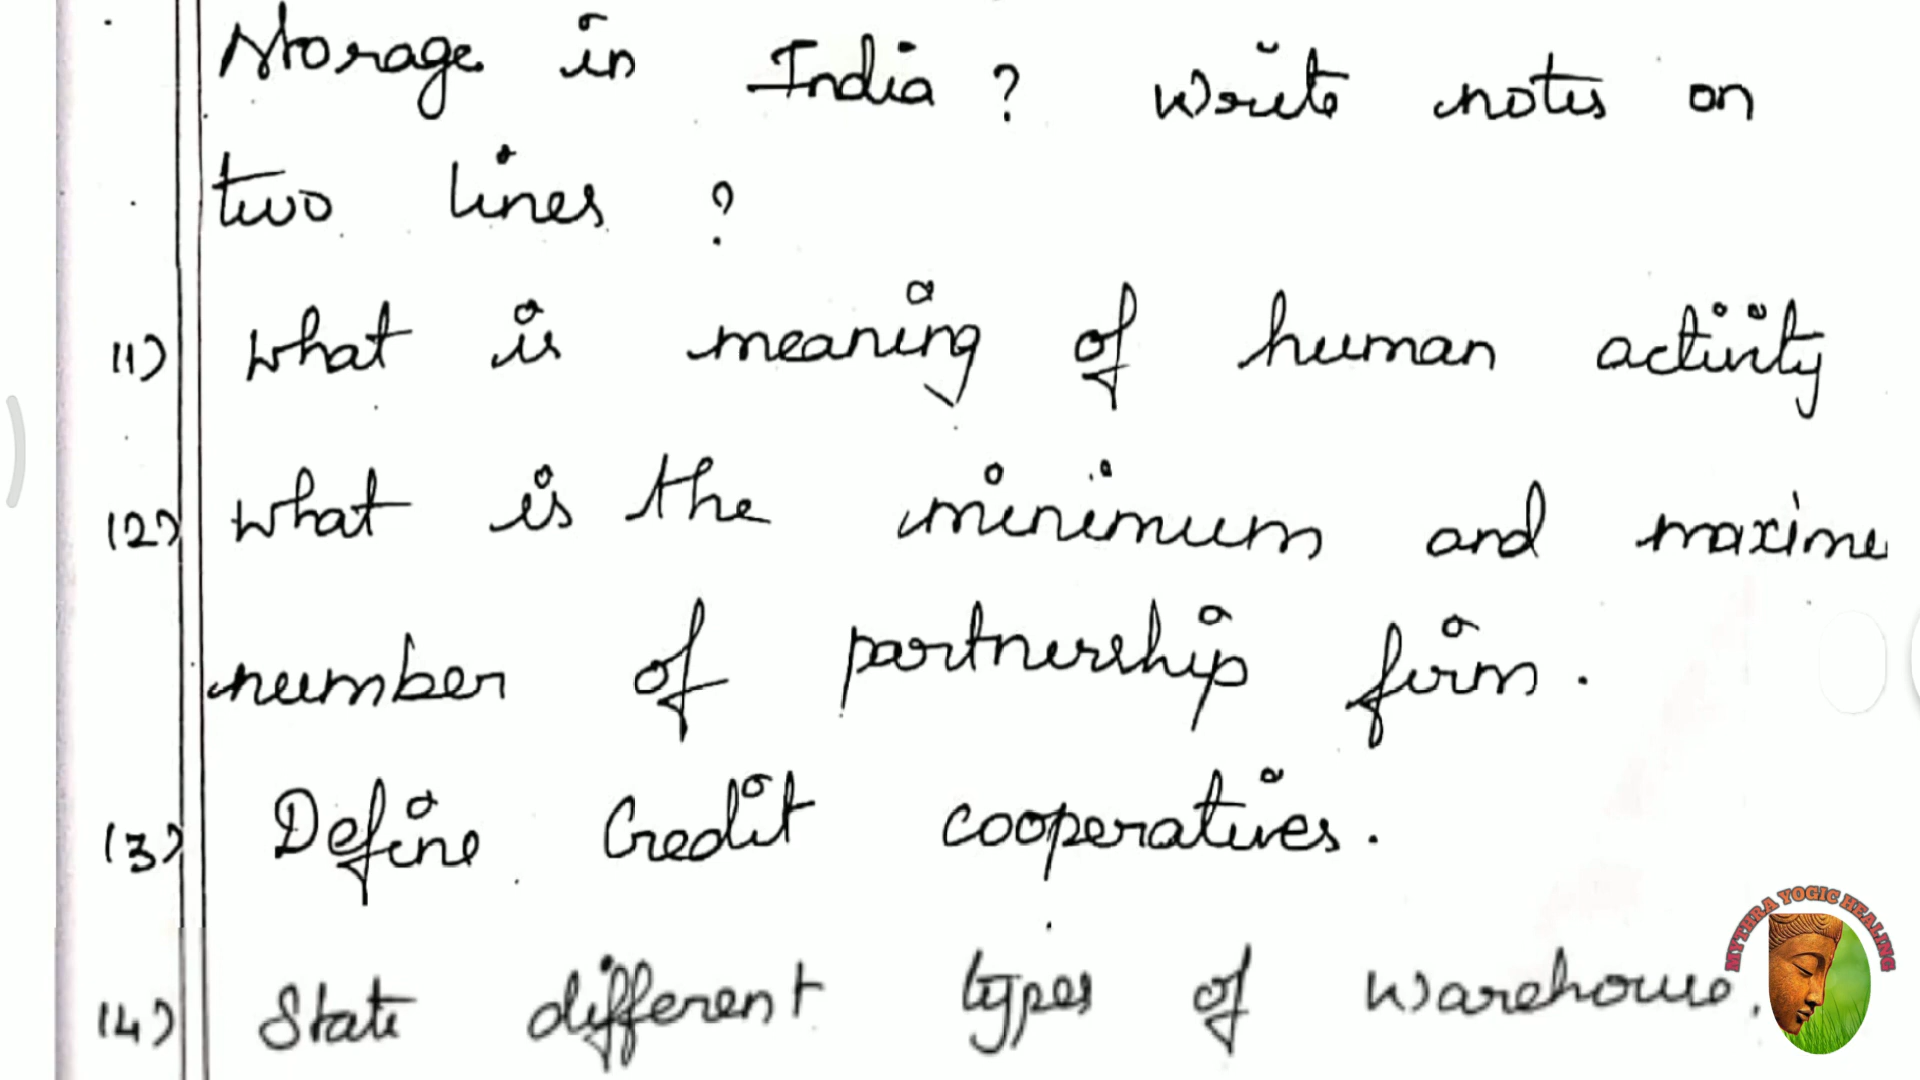 Storage in India ? Write notes on
two lines ?
11) What is meaning of human activity
12) What is the minimum and maximu
number of partnership firm.
13) Define Credit cooperatives.
14) State different types of warehouse.
MYTHRA YOGIC HEALING